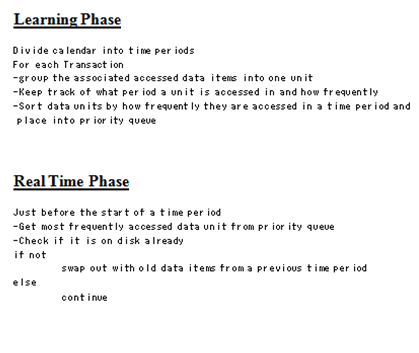 Learning Phase
Divide calendar into time periods
For each Transaction
-group the associated accessed data items into one unit
-Keep track of what period a unit is accessed in and how frequently
-Sort data units by how frequently they are accessed in a time period and
place into priority queue
Real Time Phase
Just before the start of a time period
-Get most frequently accessed data unit from priority queue
-Check if it is on disk already
if not
swap out with old data items from a previous time period
else
continue